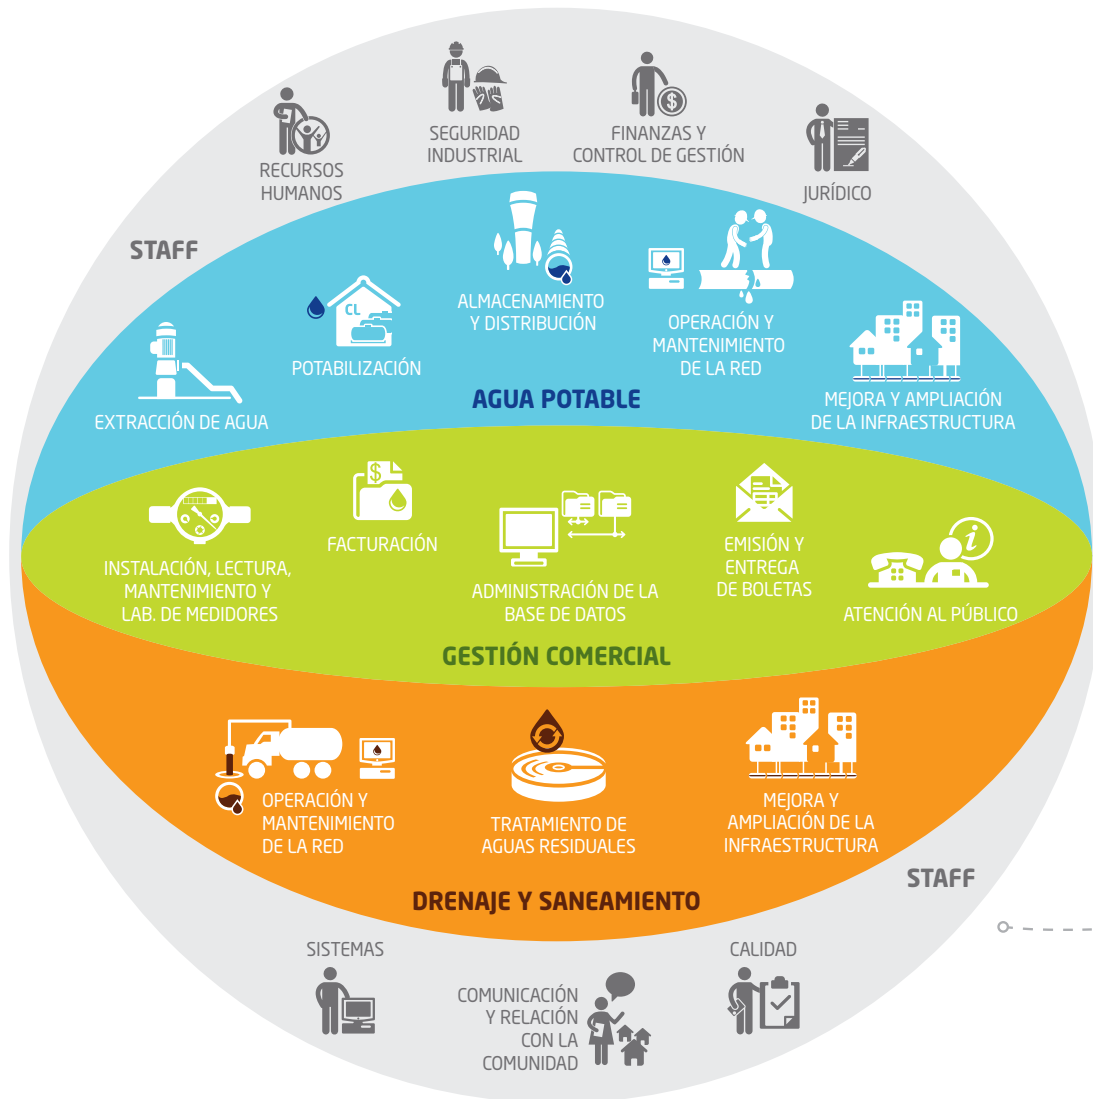 RECURSOS
HUMANOS
SEGURIDAD
INDUSTRIAL
$
FINANZAS Y
CONTROL DE GESTIÓN
JURÍDICO
STAFF
EXTRACCIÓN DE AGUA
CL
POTABILIZACIÓN
ALMACENAMIENTO
Y DISTRIBUCIÓN
OPERACIÓN Y
MANTENIMIENTO
DE LA RED
MEJORA Y AMPLIACIÓN
DE LA INFRAESTRUCTURA
AGUA POTABLE
INSTALACIÓN, LECTURA,
MANTENIMIENTO Y
LAB. DE MEDIDORES
$
FACTURACIÓN
ADMINISTRACIÓN DE LA
BASE DE DATOS
EMISIÓN Y
ENTREGA
DE BOLETAS
i
ATENCIÓN AL PÚBLICO
GESTIÓN COMERCIAL
OPERACIÓN Y
MANTENIMIENTO
DE LA RED
TRATAMIENTO DE
AGUAS RESIDUALES
MEJORA Y
AMPLIACIÓN DE LA
INFRAESTRUCTURA
DRENAJE Y SANEAMIENTO
STAFF
SISTEMAS
COMUNICACIÓN
Y RELACIÓN
CON LA
COMUNIDAD
CALIDAD